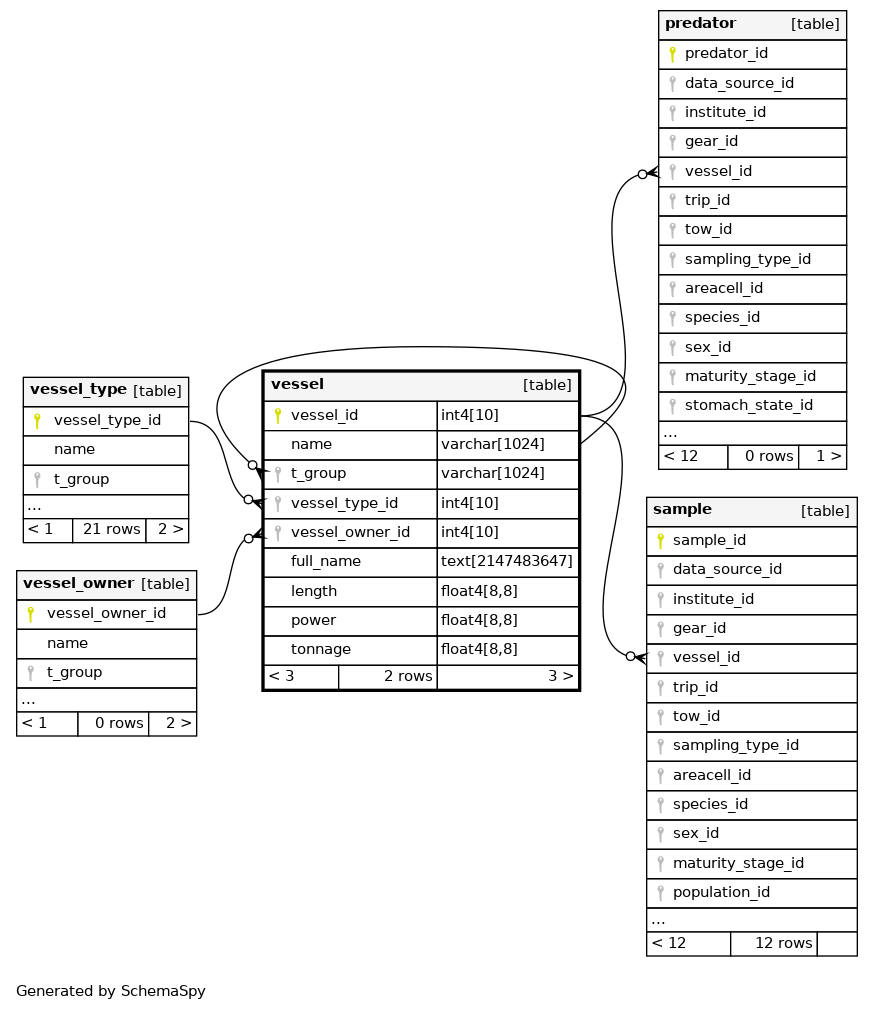 predator [table]
predator_id
data_source_id
institute_id
gear_id
vessel_id
trip_id
tow_id
sampling_type_id
areacell_id
species_id
sex_id
maturity_stage_id
stomach_state_id
...
< 12 0 rows 1 >
vessel_type [table]
vessel_type_id
name
t_group
...
< 1 21 rows 2 >
vessel [table]
vessel_id int4[10]
name varchar[1024]
t_group varchar[1024]
vessel_type_id int4[10]
vessel_owner_id int4[10]
full_name text[2147483647]
length float4[8,8]
power float4[8,8]
tonnage float4[8,8]
< 3 2 rows 3 >
vessel_owner [table]
vessel_owner_id
name
t_group
...
< 1 0 rows 2 >
sample [table]
sample_id
data_source_id
institute_id
gear_id
vessel_id
trip_id
tow_id
sampling_type_id
areacell_id
species_id
sex_id
maturity_stage_id
population_id
...
< 12 12 rows
Generated by SchemaSpy